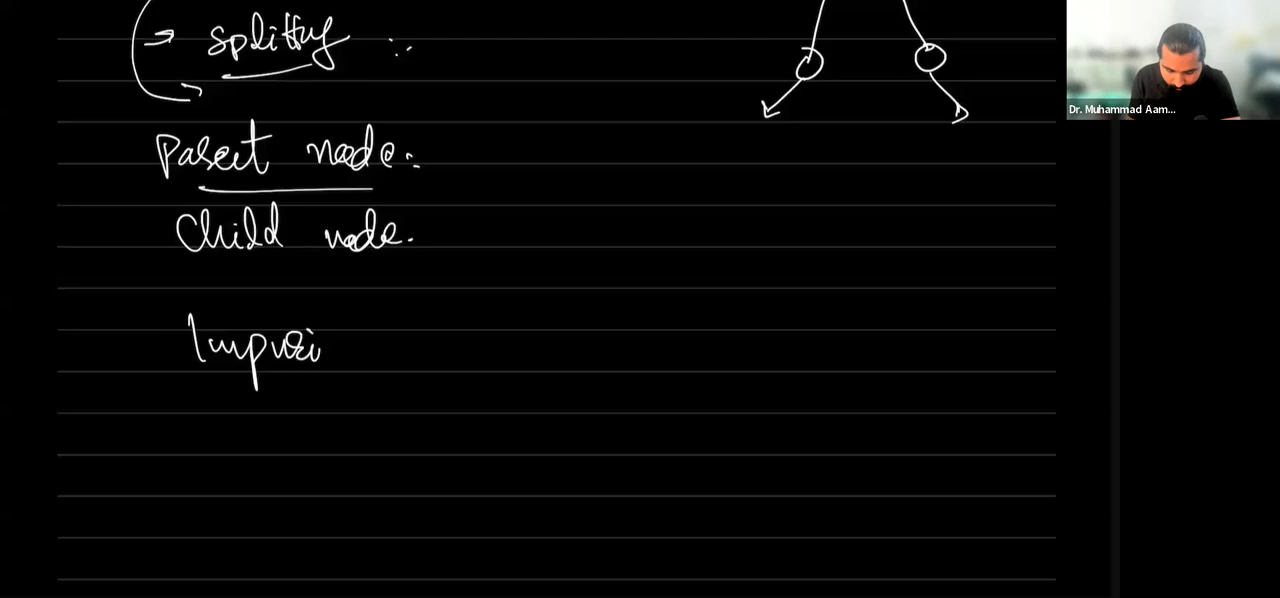 → Splitting :
Dr. Muhammad Aam...
Parent node:
Child node.
Impuri